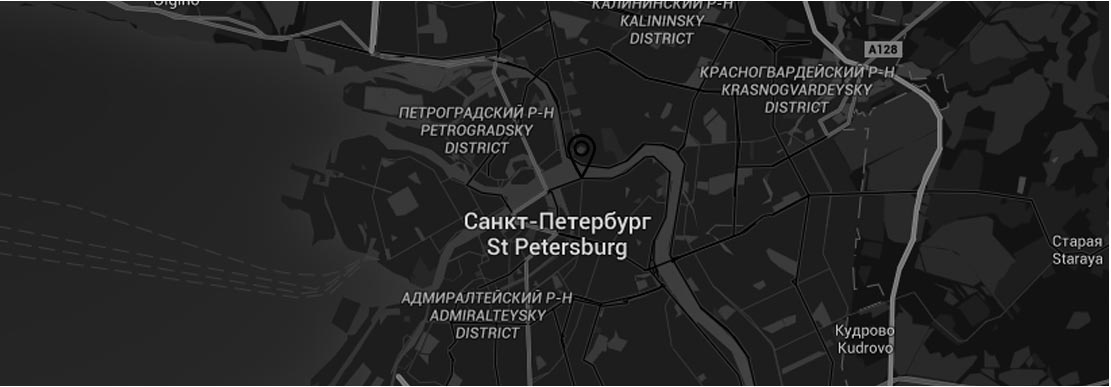 Olgino
КАЛИНИНСКИЙ Р-Н
KALININSKY
DISTRICT
A128
КРАСНОГВАРДЕЙСКИЙ Р-Н
KRASNOGVARDEYSKY
DISTRICT
ПЕТРОГРАДСКИЙ Р-Н
PETROGRADSKY
DISTRICT
Санкт-Петербург
St Petersburg
Старая
Staraya
АДМИРАЛТЕЙСКИЙ Р-Н
ADMIRALTEYSKY
DISTRICT
Кудрово
Kudrovo